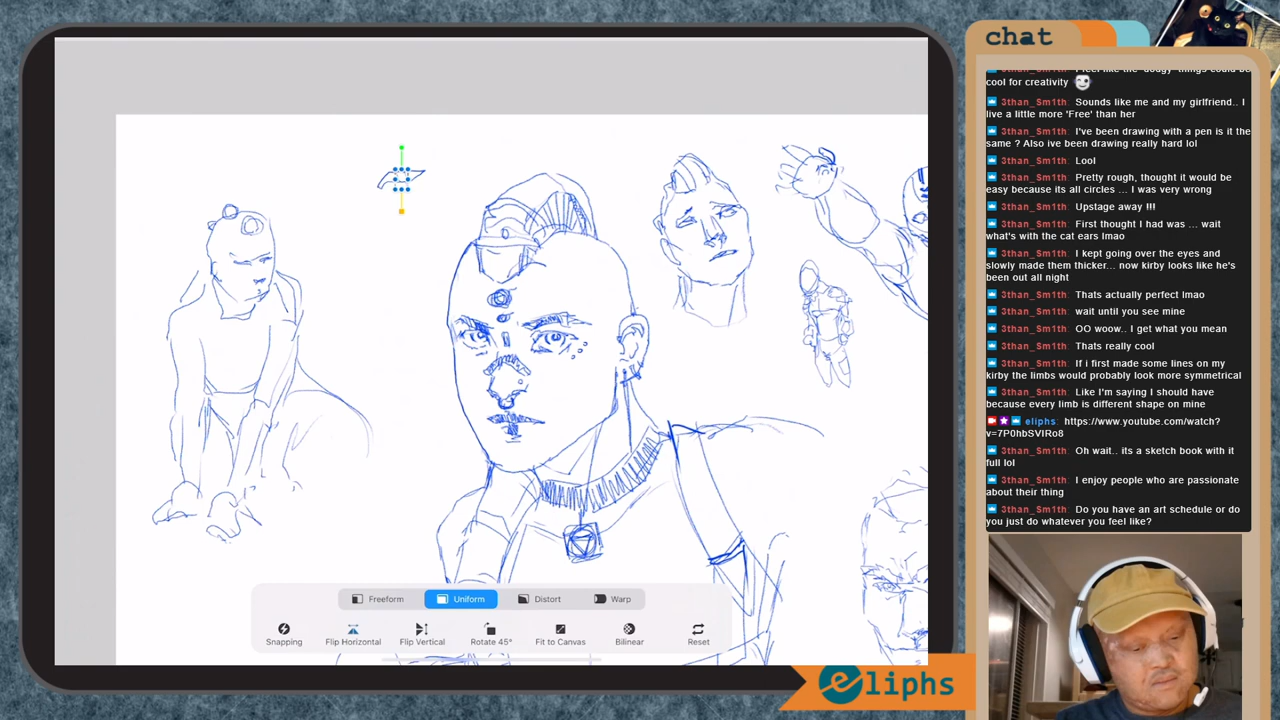 chat
I feel like the 'dodgy' things could be
cool for creativity
3than_Sm1th: Sounds like me and my girlfriend.. I
live a little more 'Free' than her
3than_Sm1th: I've been drawing with a pen is it the
same ? Also ive been drawing really hard lol
3than_Sm1th: Lool
3than_Sm1th: Pretty rough, thought it would be
easy because its all circles ... I was very wrong
3than_Sm1th: Upstage away !!!
3than_Sm1th: First thought I had was ... wait
what's with the cat ears lmao
3than_Sm1th: I kept going over the eyes and
slowly made them thicker... now kirby looks like he's
been out all night
3than_Sm1th: Thats actually perfect lmao
3than_Sm1th: wait until you see mine
3than_Sm1th: OO woow.. I get what you mean
3than_Sm1th: Thats really cool
3than_Sm1th: If i first made some lines on my
kirby the limbs would probably look more symmetrical
3than_Sm1th: Like I'm saying I should have
because every limb is different shape on mine
eliphs: https://www.youtube.com/watch?
v=7P0hbSVIRo8
3than_Sm1th: Oh wait.. its a sketch book with it
full lol
3than_Sm1th: I enjoy people who are passionate
about their thing
3than_Sm1th: Do you have an art schedule or do
you just do whatever you feel like?
Freeform Uniform Distort Warp
Snapping Flip Horizontal Flip Vertical Rotate 45° Fit to Canvas Bilinear Reset
eliphs